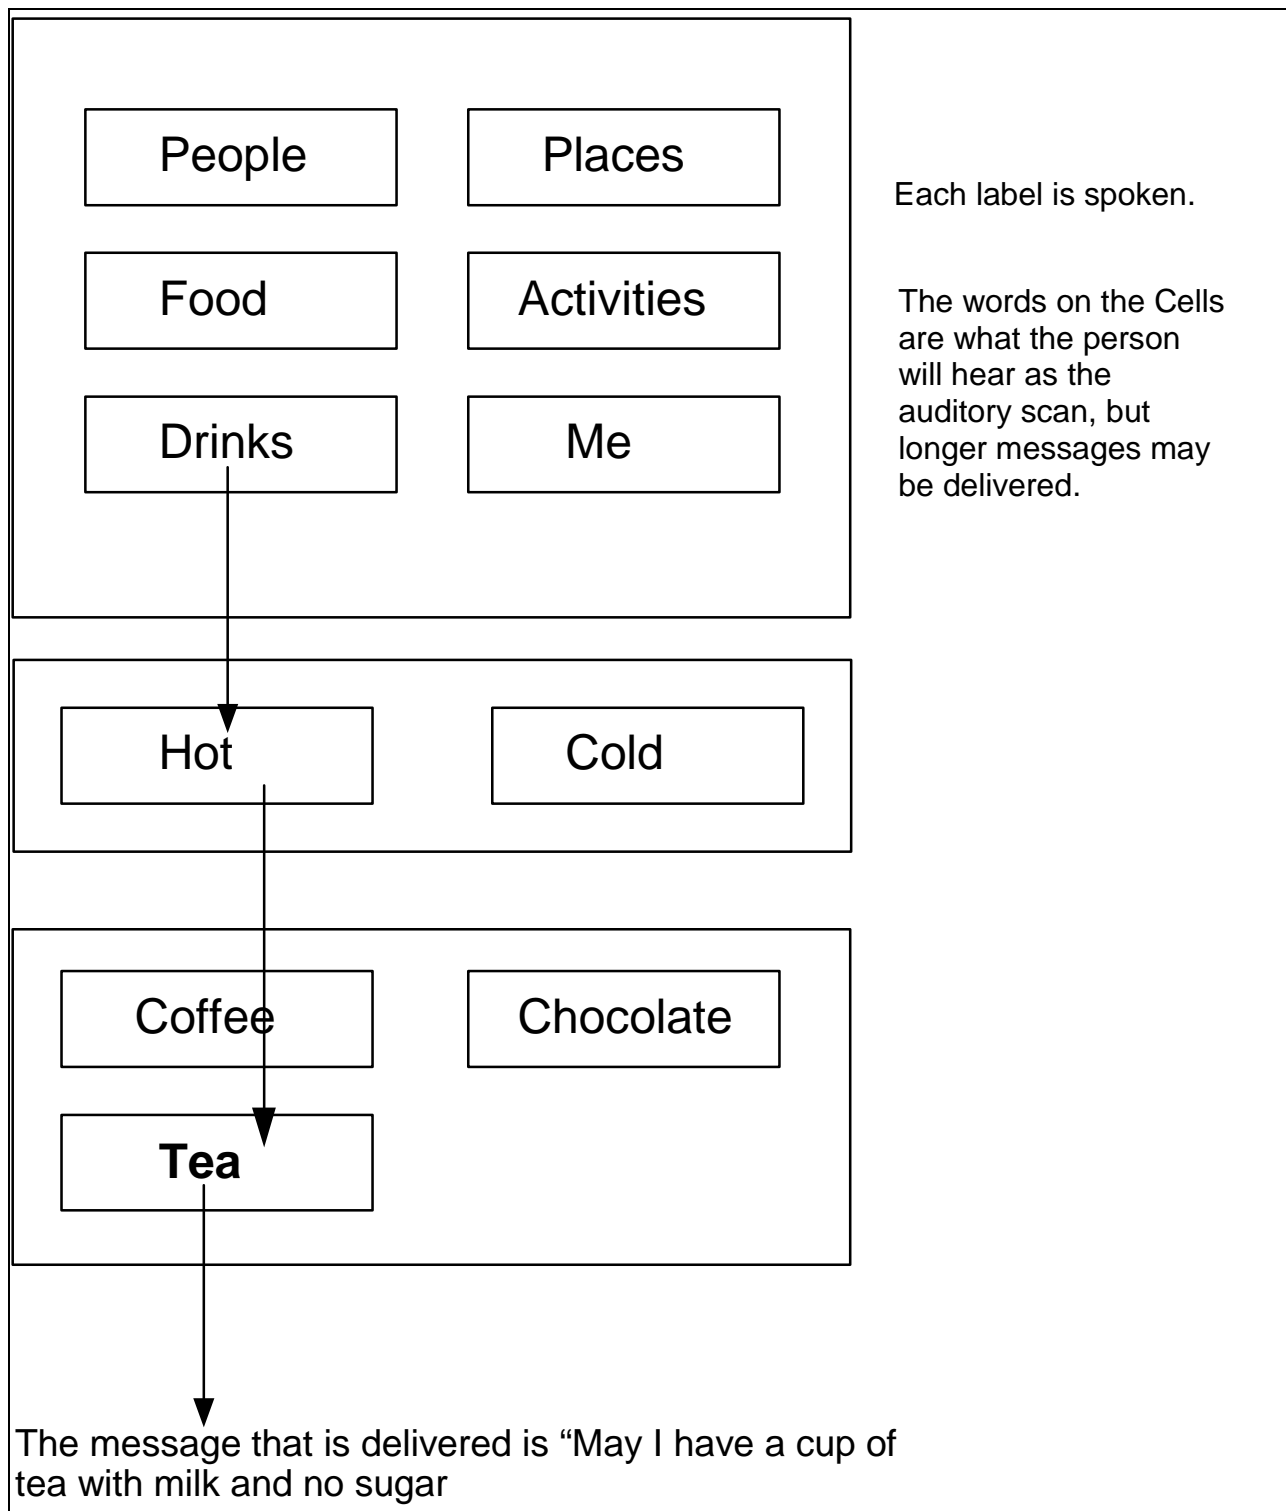 People Places
Each label is spoken.
Food Activities
The words on the Cells
are what the person
will hear as the
auditory scan, but
longer messages may
be delivered.
Drinks Me
Hot Cold
Coffee Chocolate
Tea
The message that is delivered is “May I have a cup of
tea with milk and no sugar